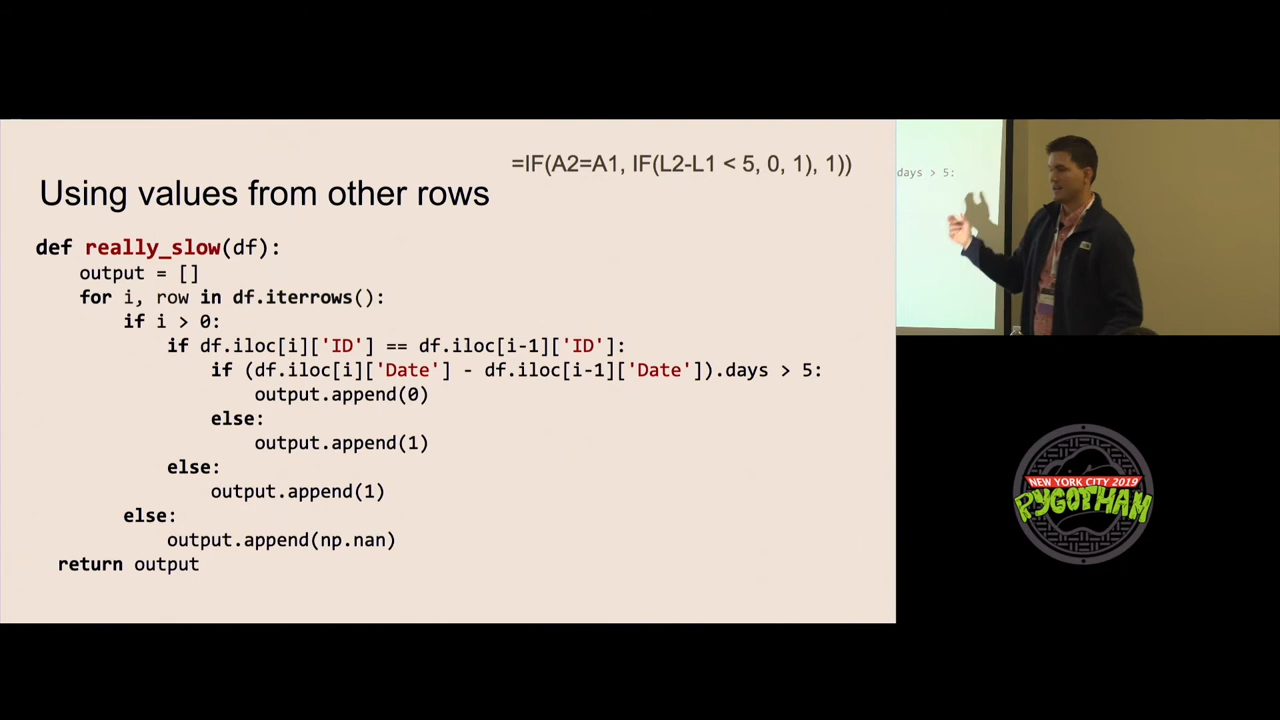 =IF(A2=A1, IF(L2-L1 < 5, 0, 1), 1))
Using values from other rows
def really_slow(df):
output = []
for i, row in df.iterrows():
if i > 0:
if df.iloc[i]['ID'] == df.iloc[i-1]['ID']:
if (df.iloc[i]['Date'] - df.iloc[i-1]['Date']).days > 5:
output.append(0)
else:
output.append(1)
else:
output.append(1)
else:
output.append(np.nan)
return output
days > 5:
NEW YORK CITY 2019
PYGOTHAM